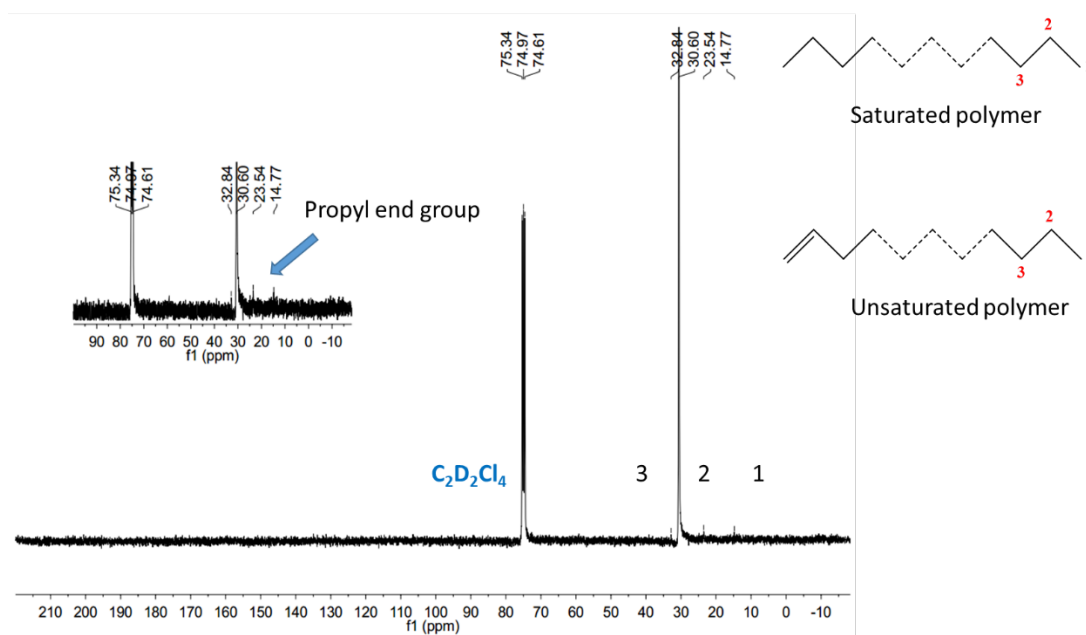 75.34
74.97
74.61
32.84
30.60
23.54
14.77
2
3
Saturated polymer
75.34
74.97
74.61
32.84
30.60
23.54
14.77
Propyl end group
90 80 70 60 50 40 30 20 10 0 -10
f1 (ppm)
2
3
Unsaturated polymer
C₂D₂Cl₄ 3 2 1
210 200 190 180 170 160 150 140 130 120 110 100 90 80 70 60 50 40 30 20 10 0 -10
f1 (ppm)